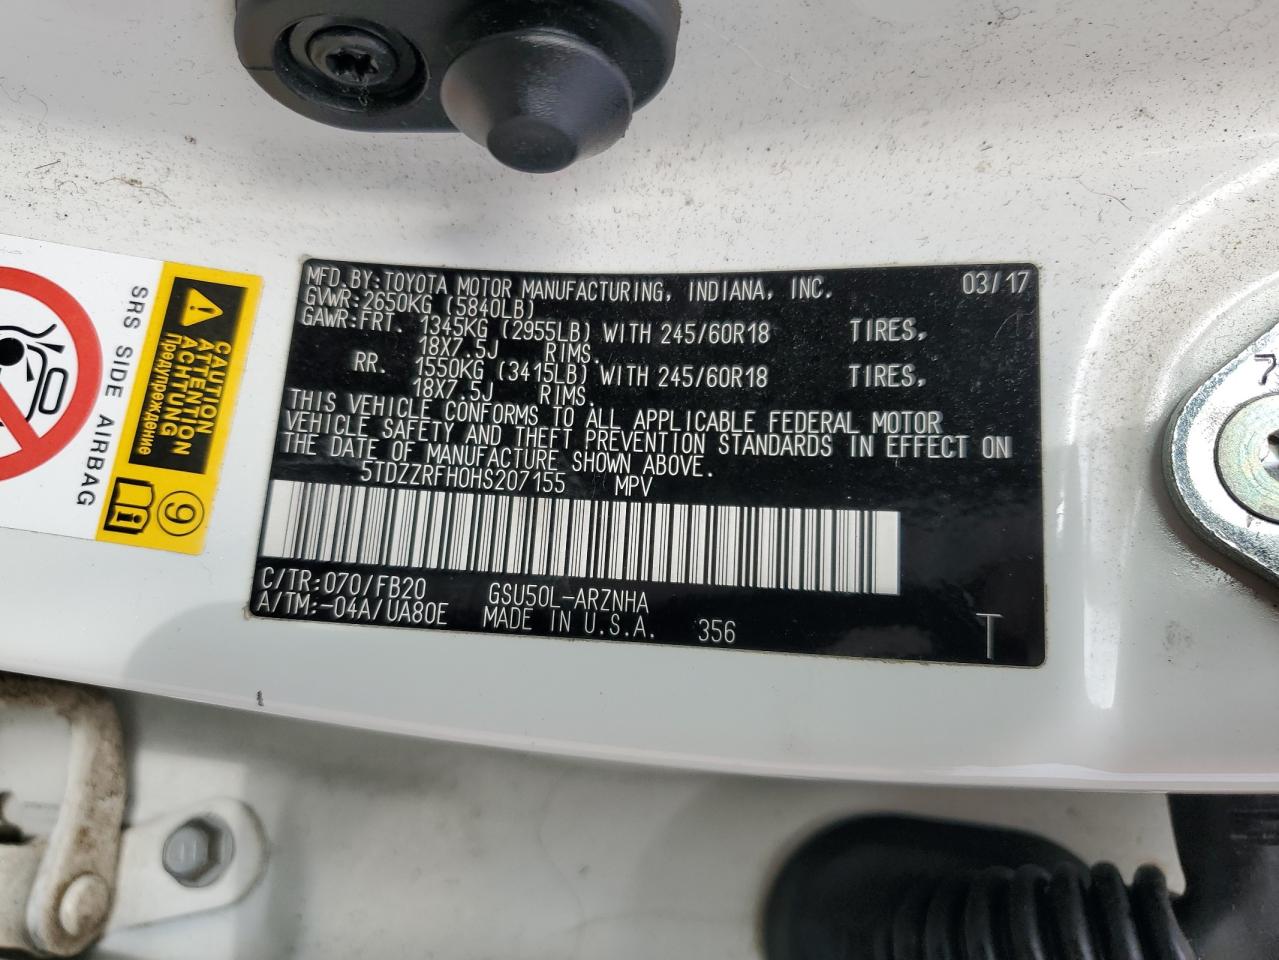 MFD.BY:TOYOTA MOTOR MANUFACTURING, INDIANA, INC. 03/17
GVWR:2650KG (5840LB)
GAWR:FRT. 1345KG (2955LB) WITH 245/60R18 TIRES,
18X7.5J RIMS.
RR. 1550KG (3415LB) WITH 245/60R18 TIRES,
18X7.5J RIMS.
THIS VEHICLE CONFORMS TO ALL APPLICABLE FEDERAL MOTOR
VEHICLE SAFETY AND THEFT PREVENTION STANDARDS IN EFFECT ON
THE DATE OF MANUFACTURE SHOWN ABOVE.
5TDZZRFH0HS207155 MPV
C/TR:070/FB20 GSU50L-ARZNHA
A/TM:-04A/UA80E MADE IN U.S.A. 356 T
CAUTION
ATTENTION
ACHTUNG
Предупреждение
9
i
SRS SIDE AIRBAG
7